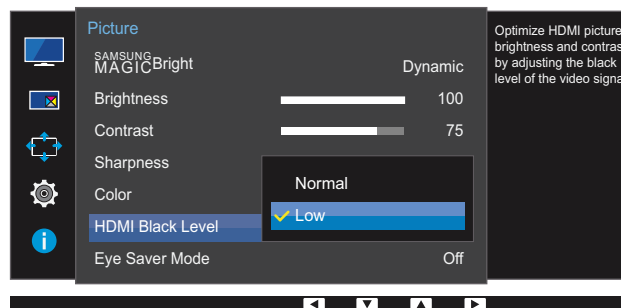 Picture
SAMSUNG
MAGICBright Dynamic
Brightness 100
Contrast 75
Sharpness
Color
HDMI Black Level
Eye Saver Mode Off
Normal
Low
Optimize HDMI picture
brightness and contras
by adjusting the black
level of the video signa